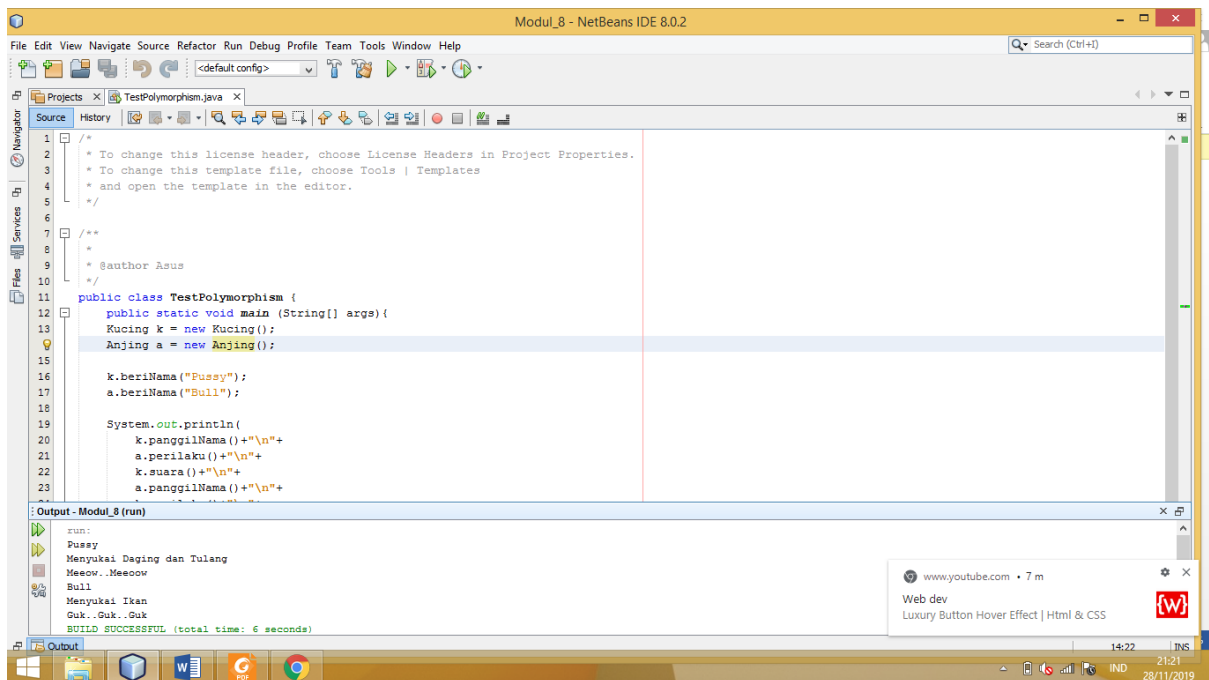 Modul_8 - NetBeans IDE 8.0.2
File Edit View Navigate Source Refactor Run Debug Profile Team Tools Window Help
Search (Ctrl+I)
<default config>
Projects
TestPolymorphism.java
Source History
Navigator
Services
Files
1 /*
2 * To change this license header, choose License Headers in Project Properties.
3 * To change this template file, choose Tools | Templates
4 * and open the template in the editor.
5 */
6
7 /**
8 *
9 * @author Asus
10 */
11 public class TestPolymorphism {
12 public static void main (String[] args){
13 Kucing k = new Kucing();
Anjing a = new Anjing();
15
16 k.beriNama("Pussy");
17 a.beriNama("Bull");
18
19 System.out.println(
20 k.panggilNama()+"\n"+
21 a.perilaku()+"\n"+
22 k.suara()+"\n"+
23 a.panggilNama()+"\n"+
Output - Modul_8 (run)
run:
Pussy
Menyukai Daging dan Tulang
Meeow..Meeoow
Bull
Menyukai Ikan
Guk..Guk..Guk
BUILD SUCCESSFUL (total time: 6 seconds)
www.youtube.com • 7 m
Web dev
Luxury Button Hover Effect | Html & CSS
{w}
Output
14:22 INS
W
PDF
IND
21:21
28/11/2019